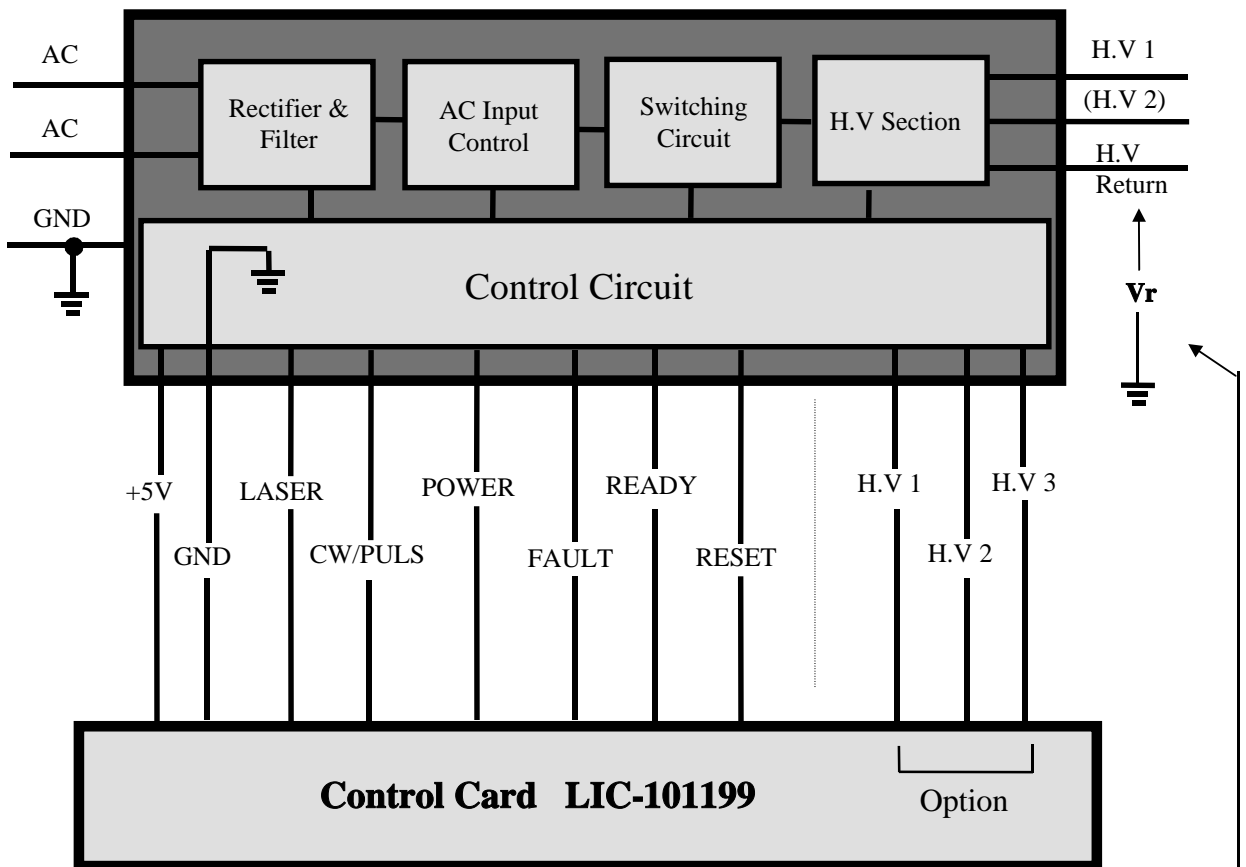 AC
AC
GND
Rectifier &
Filter
AC Input
Control
Switching
Circuit
H.V Section
H.V 1
(H.V 2)
H.V
Return
Vr
Control Circuit
+5V
GND
LASER
CW/PULS
POWER
FAULT
READY
RESET
H.V 1
H.V 2
H.V 3
Control Card LIC-101199
Option